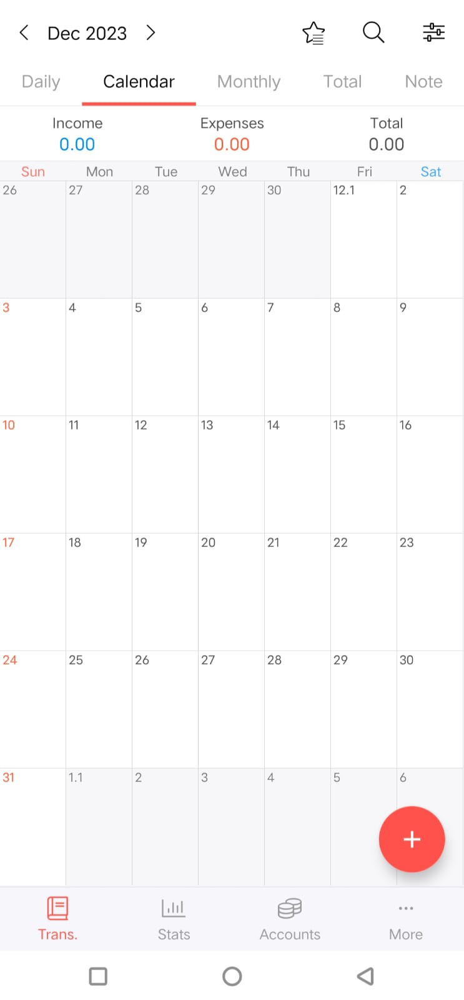 Dec 2023
Daily Calendar Monthly Total Note
Income Expenses Total
0.00 0.00 0.00
Sun Mon Tue Wed Thu Fri Sat
26 27 28 29 30 12.1 2
3 4 5 6 7 8 9
10 11 12 13 14 15 16
17 18 19 20 21 22 23
24 25 26 27 28 29 30
31 1.1 2 3 4 5 6
+
Trans. Stats Accounts More